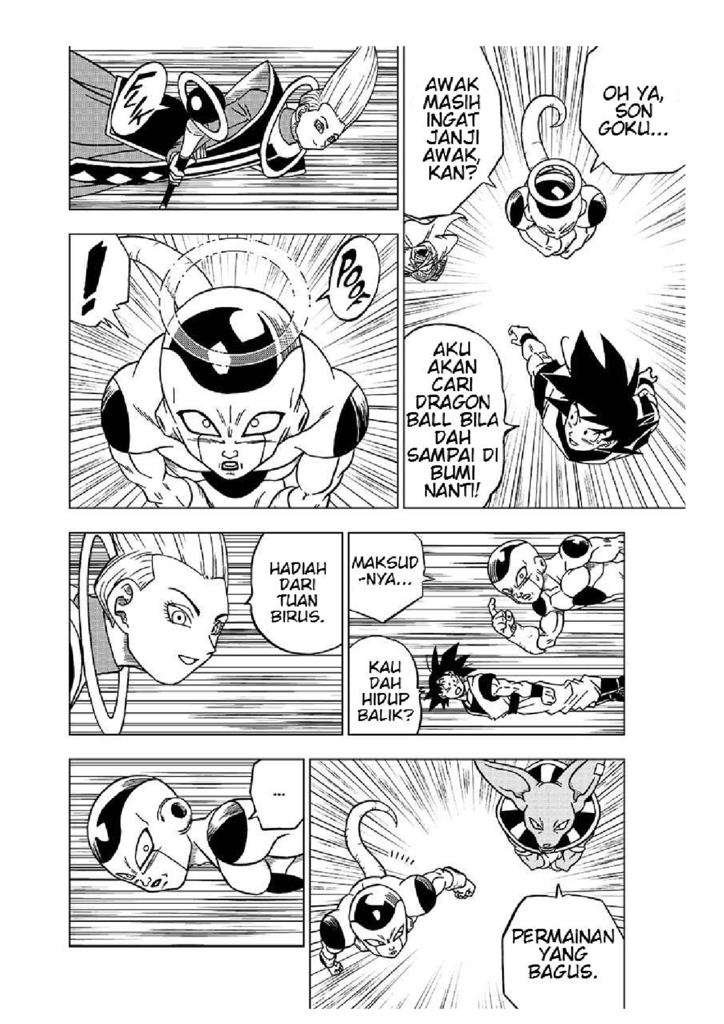 OH YA,
SON
GOKU...
AWAK
MASIH
INGAT
JANJI
AWAK,
KAN?
AKU
AKAN
CARI
DRAGON
BALL BILA
DAH
SAMPAI DI
BUMI
NANTI!
POOF
!
MAKSUD
-NYA...
KAU
DAH
HIDUP
BALIK?
HADIAH
DARI
TUAN
BIRUS.
PERMAINAN
YANG
BAGUS.
...